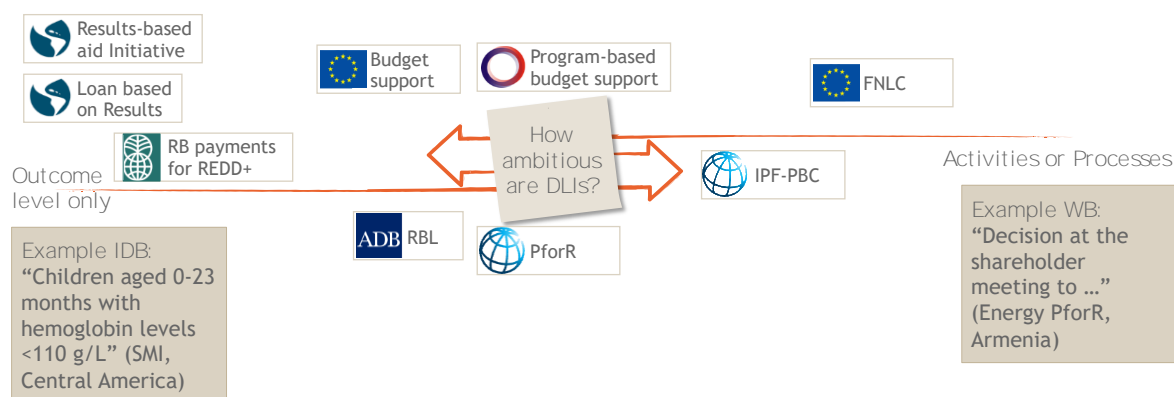 Results-based
aid Initiative
Loan based
on Results
Budget
support
Program-based
budget support
FNLC
RB payments
for REDD+
How
ambitious
are DLIs?
IPF-PBC
Activities or Processes
Outcome
level only
ADB RBL
PforR
Example IDB:
“Children aged 0-23
months with
hemoglobin levels
<110 g/L” (SMI,
Central America)
Example WB:
“Decision at the
shareholder
meeting to …”
(Energy PforR,
Armenia)